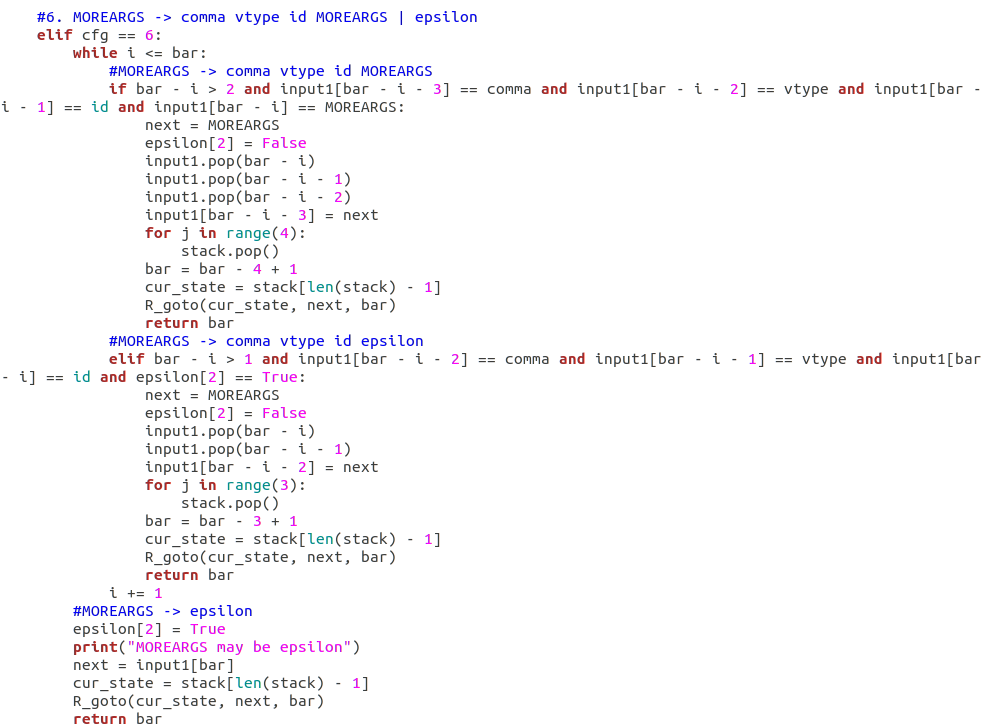 #6. MOREARGS -> comma vtype id MOREARGS | epsilon
elif cfg == 6:
while i <= bar:
#MOREARGS -> comma vtype id MOREARGS
if bar - i > 2 and input1[bar - i - 3] == comma and input1[bar - i - 2] == vtype and input1[bar -
i - 1] == id and input1[bar - i] == MOREARGS:
next = MOREARGS
epsilon[2] = False
input1.pop(bar - i)
input1.pop(bar - i - 1)
input1.pop(bar - i - 2)
input1[bar - i - 3] = next
for j in range(4):
stack.pop()
bar = bar - 4 + 1
cur_state = stack[len(stack) - 1]
R_goto(cur_state, next, bar)
return bar
#MOREARGS -> comma vtype id epsilon
elif bar - i > 1 and input1[bar - i - 2] == comma and input1[bar - i - 1] == vtype and input1[bar
- i] == id and epsilon[2] == True:
next = MOREARGS
epsilon[2] = False
input1.pop(bar - i)
input1.pop(bar - i - 1)
input1[bar - i - 2] = next
for j in range(3):
stack.pop()
bar = bar - 3 + 1
cur_state = stack[len(stack) - 1]
R_goto(cur_state, next, bar)
return bar
i += 1
#MOREARGS -> epsilon
epsilon[2] = True
print("MOREARGS may be epsilon")
next = input1[bar]
cur_state = stack[len(stack) - 1]
R_goto(cur_state, next, bar)
return bar